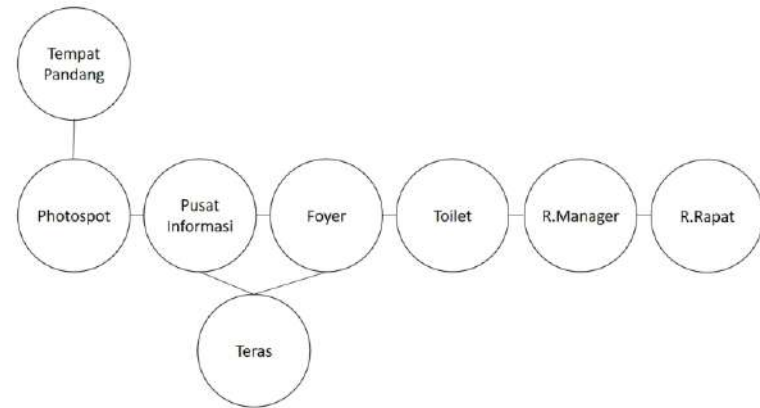 Tempat
Pandang
Photospot
Pusat
Informasi
Foyer
Toilet
R.Manager
R.Rapat
Teras